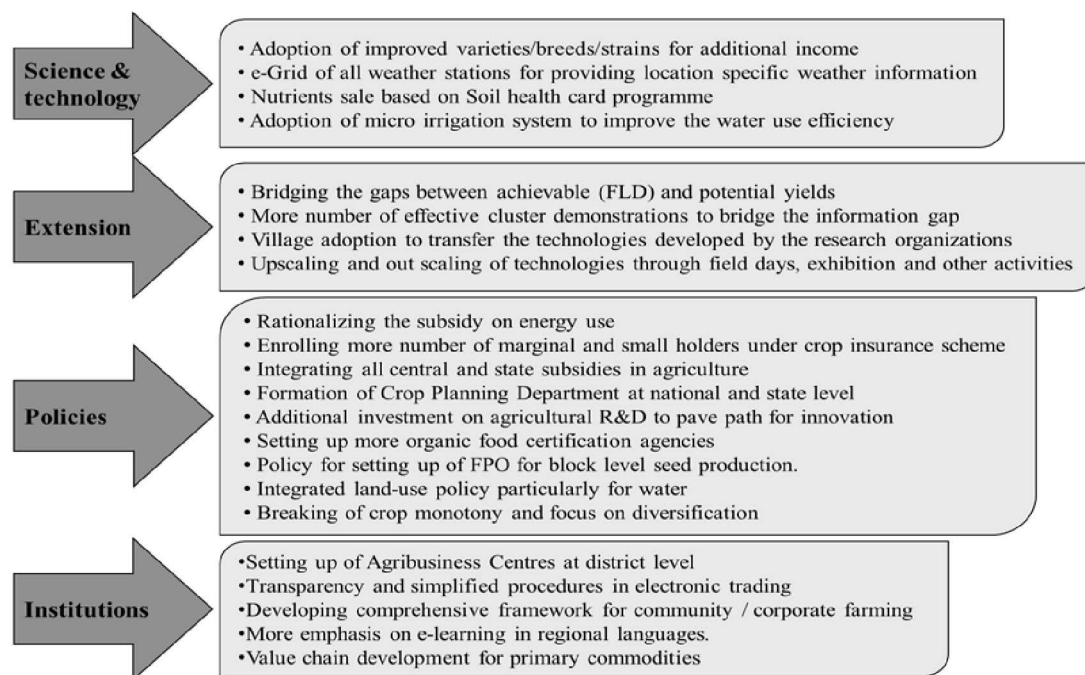 Science &
technology
• Adoption of improved varieties/breeds/strains for additional income
• e-Grid of all weather stations for providing location specific weather information
• Nutrients sale based on Soil health card programme
• Adoption of micro irrigation system to improve the water use efficiency
Extension
• Bridging the gaps between achievable (FLD) and potential yields
• More number of effective cluster demonstrations to bridge the information gap
• Village adoption to transfer the technologies developed by the research organizations
• Upscaling and out scaling of technologies through field days, exhibition and other activities
Policies
• Rationalizing the subsidy on energy use
• Enrolling more number of marginal and small holders under crop insurance scheme
• Integrating all central and state subsidies in agriculture
• Formation of Crop Planning Department at national and state level
• Additional investment on agricultural R&D to pave path for innovation
• Setting up more organic food certification agencies
• Policy for setting up of FPO for block level seed production.
• Integrated land-use policy particularly for water
• Breaking of crop monotony and focus on diversification
Institutions
•Setting up of Agribusiness Centres at district level
•Transparency and simplified procedures in electronic trading
•Developing comprehensive framework for community / corporate farming
•More emphasis on e-learning in regional languages.
•Value chain development for primary commodities